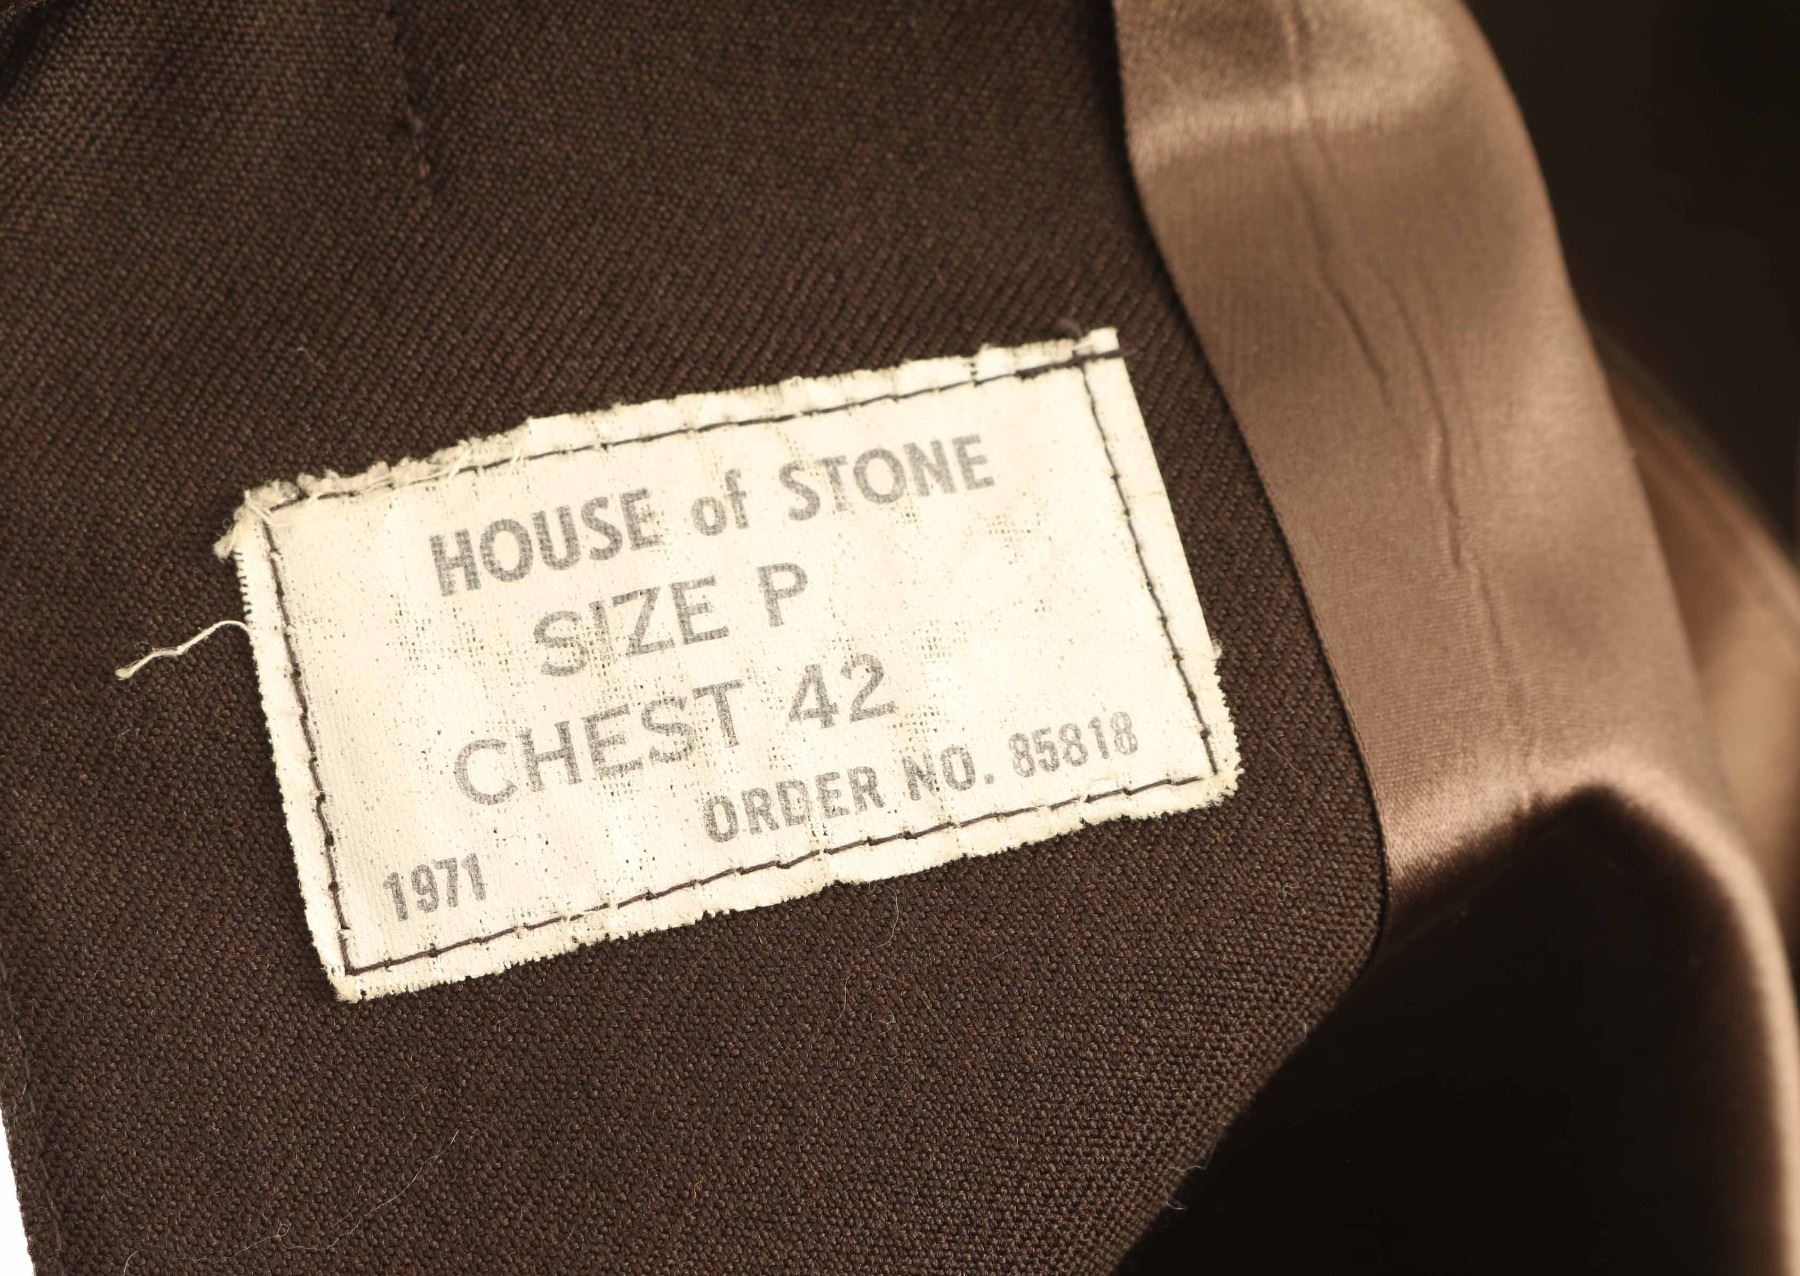 HOUSE of STONE
SIZE P
CHEST 42
ORDER NO. 85818
1971